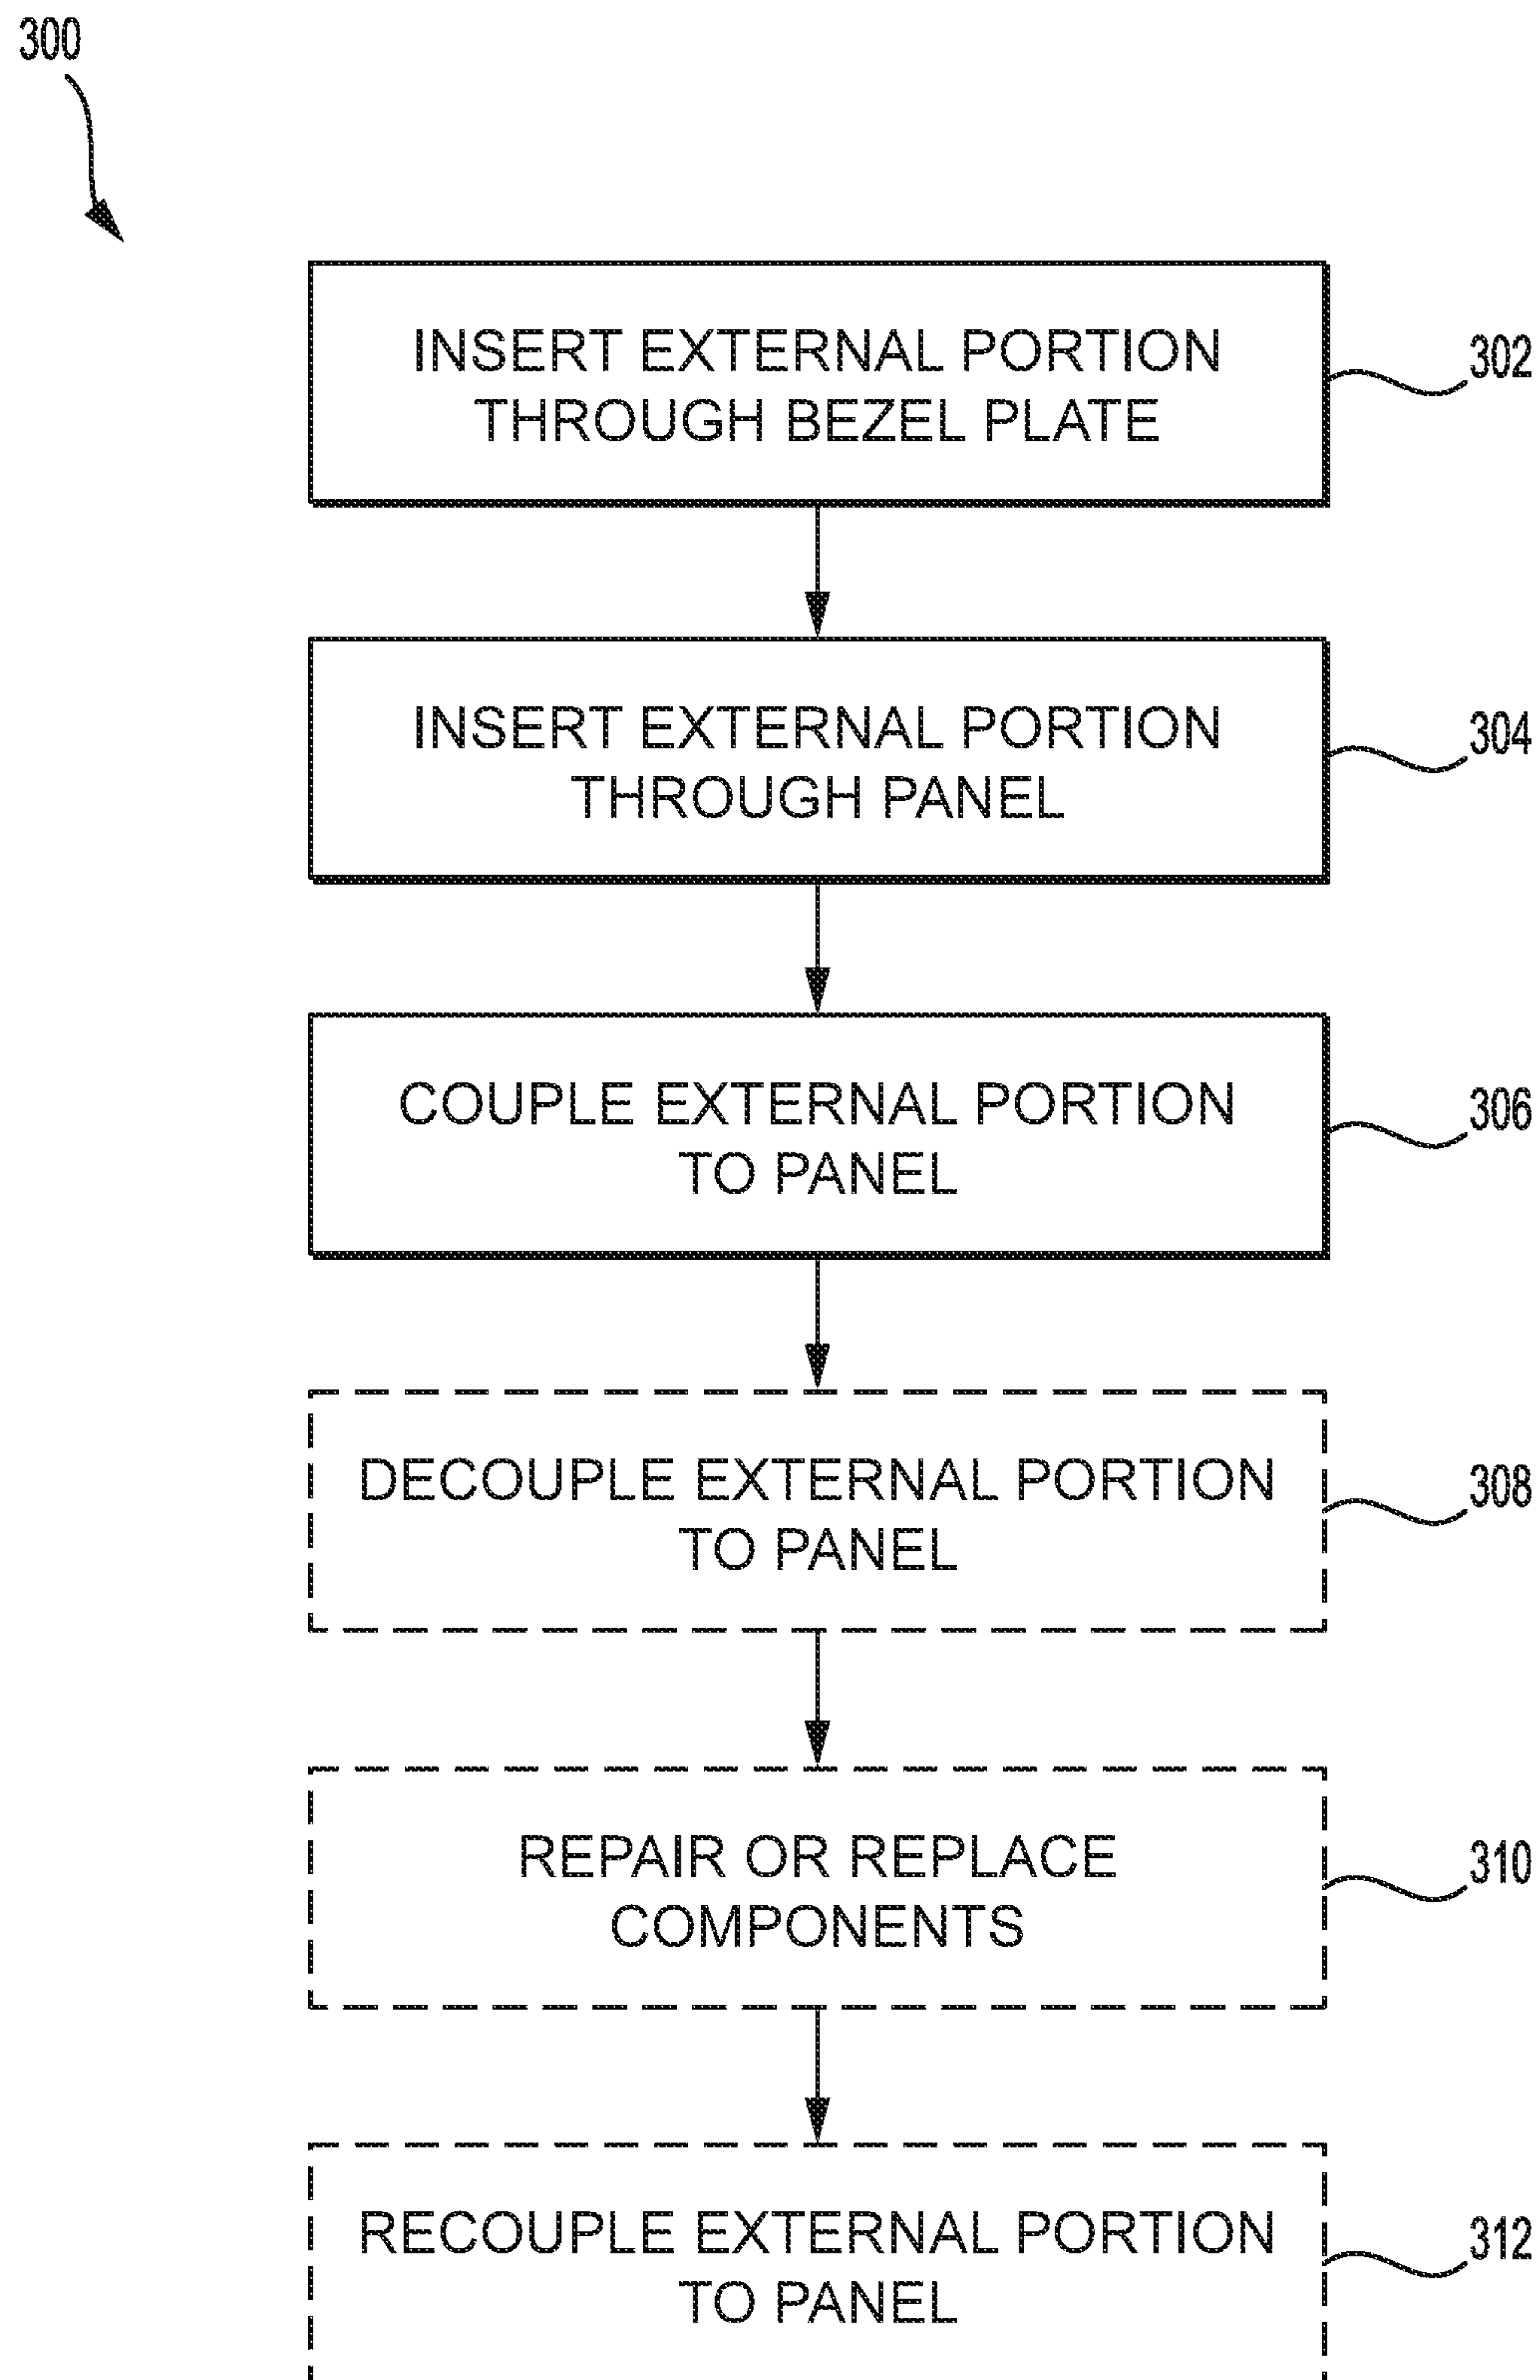 300
INSERT EXTERNAL PORTION
THROUGH BEZEL PLATE
302
INSERT EXTERNAL PORTION
THROUGH PANEL
304
COUPLE EXTERNAL PORTION
TO PANEL
306
DECOUPLE EXTERNAL PORTION
TO PANEL
308
REPAIR OR REPLACE
COMPONENTS
310
RECOUPLE EXTERNAL PORTION
TO PANEL
312